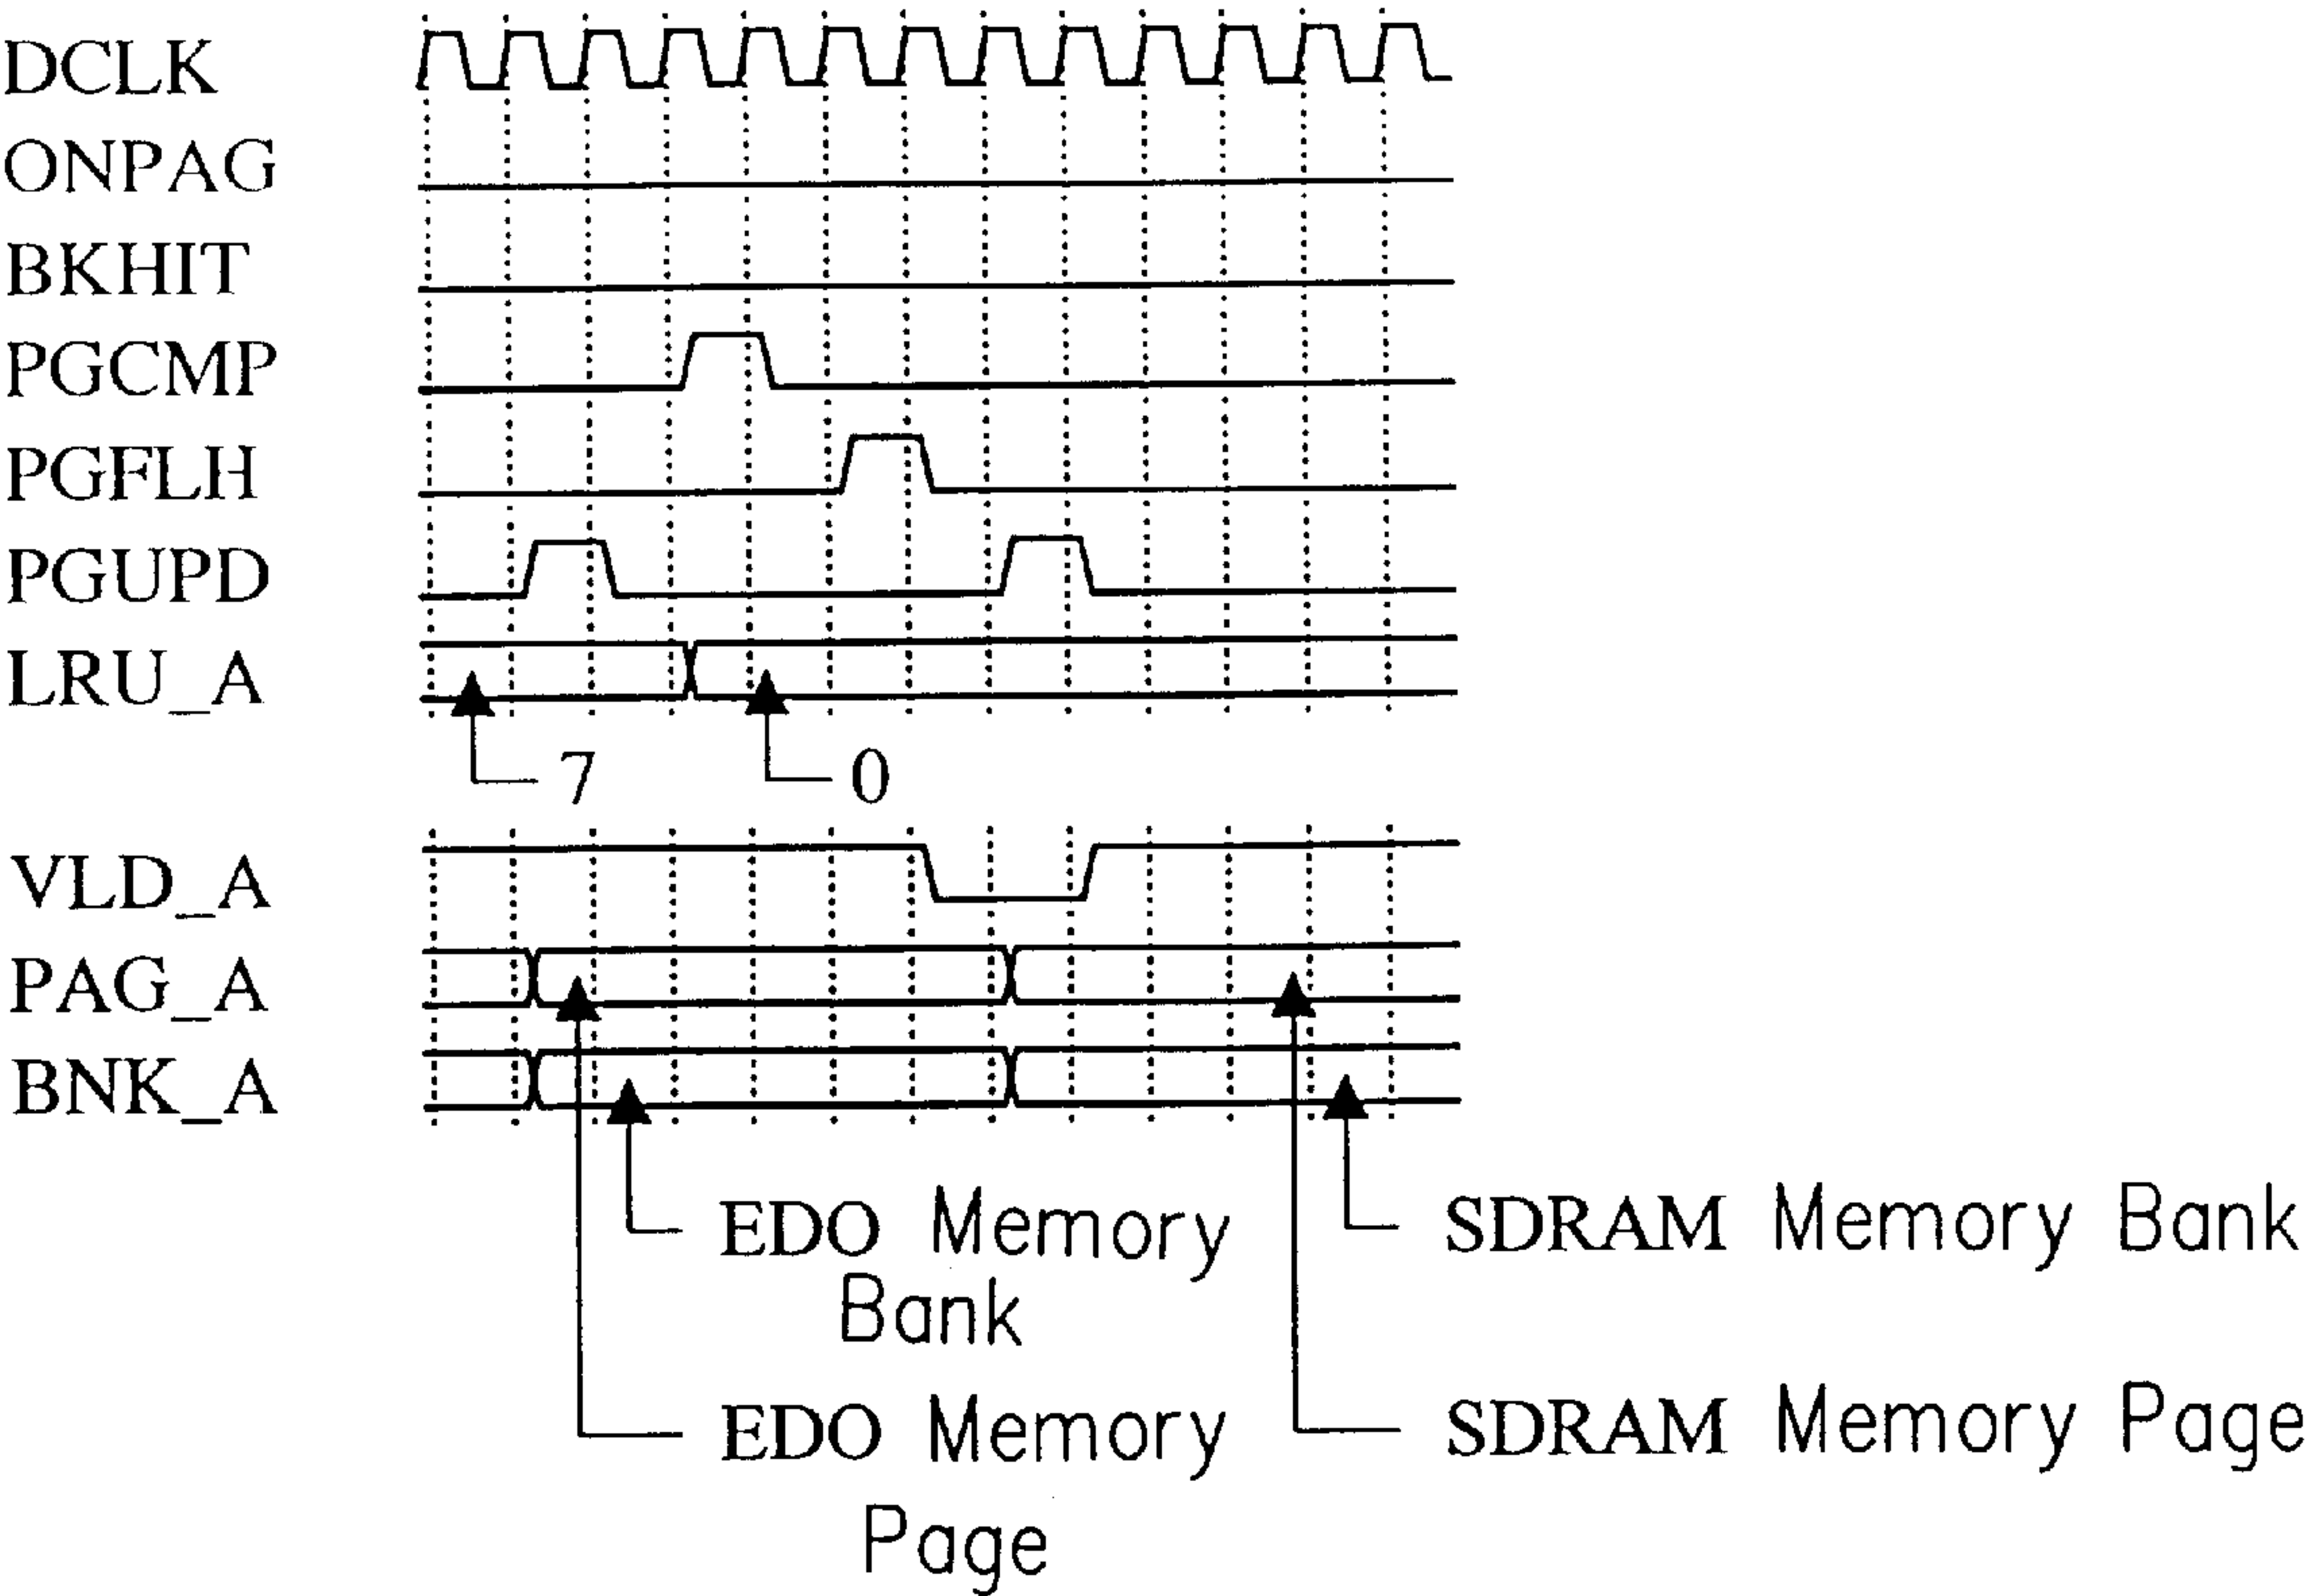 DCLK
ONPAG
BKHIT
PGCMP
PGFLH
PGUPD
LRU_A
7
0
VLD_A
PAG_A
BNK_A
EDO Memory
Bank
SDRAM Memory Bank
EDO Memory
Page
SDRAM Memory Page